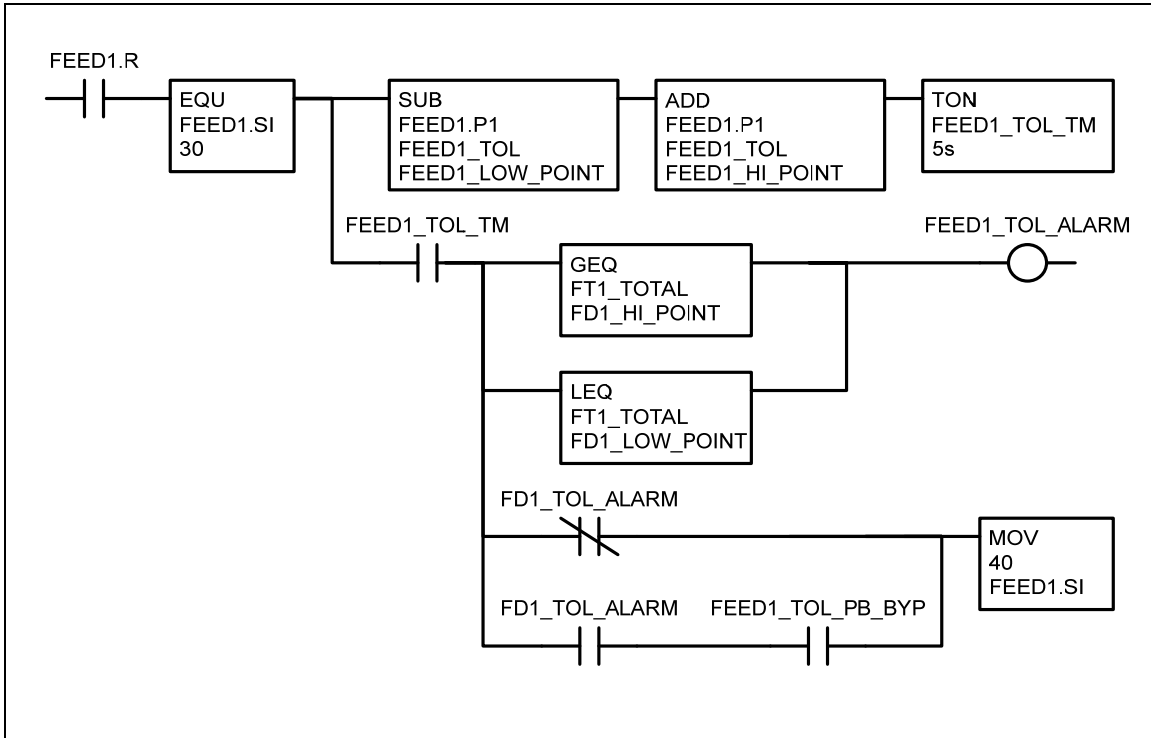 FEED1.R
EQU
FEED1.SI
30
SUB
FEED1.P1
FEED1_TOL
FEED1_LOW_POINT
ADD
FEED1.P1
FEED1_TOL
FEED1_HI_POINT
TON
FEED1_TOL_TM
5s
FEED1_TOL_TM
FEED1_TOL_ALARM
GEQ
FT1_TOTAL
FD1_HI_POINT
LEQ
FT1_TOTAL
FD1_LOW_POINT
FD1_TOL_ALARM
MOV
40
FEED1.SI
FD1_TOL_ALARM
FEED1_TOL_PB_BYP